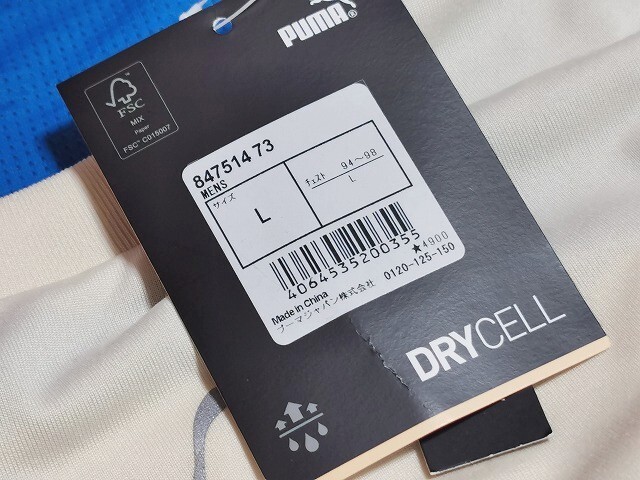 PUMA®
FSC
MIX
Paper
FSC™ C015007
847514 73
MENS
サイズ
L
チェスト 94～98
L
4064535200355
★4900
Made in China
プーマジャパン株式会社 0120-125-150
DRYCELL